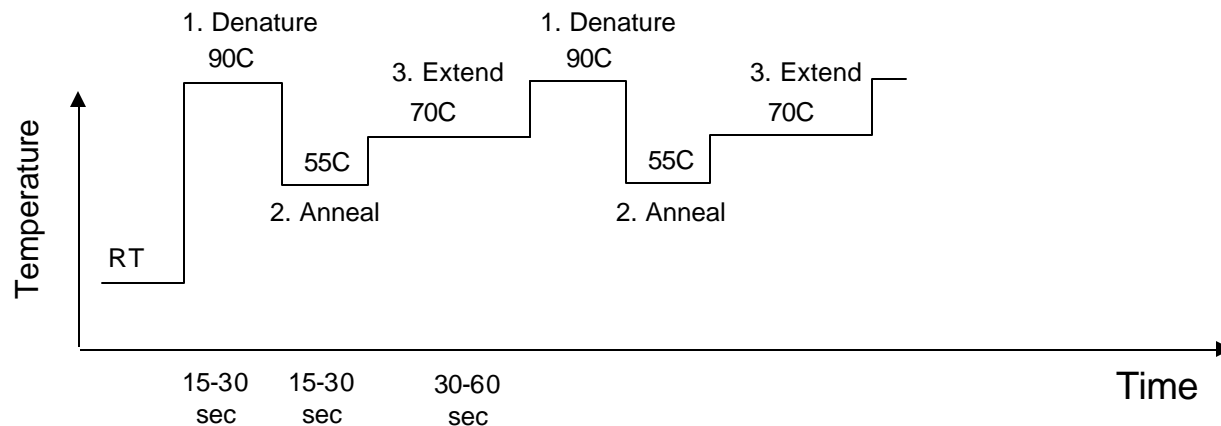 1. Denature
90C
3. Extend
70C
55C
2. Anneal
1. Denature
90C
3. Extend
70C
55C
2. Anneal
RT
Temperature
15-30
sec
15-30
sec
30-60
sec
Time